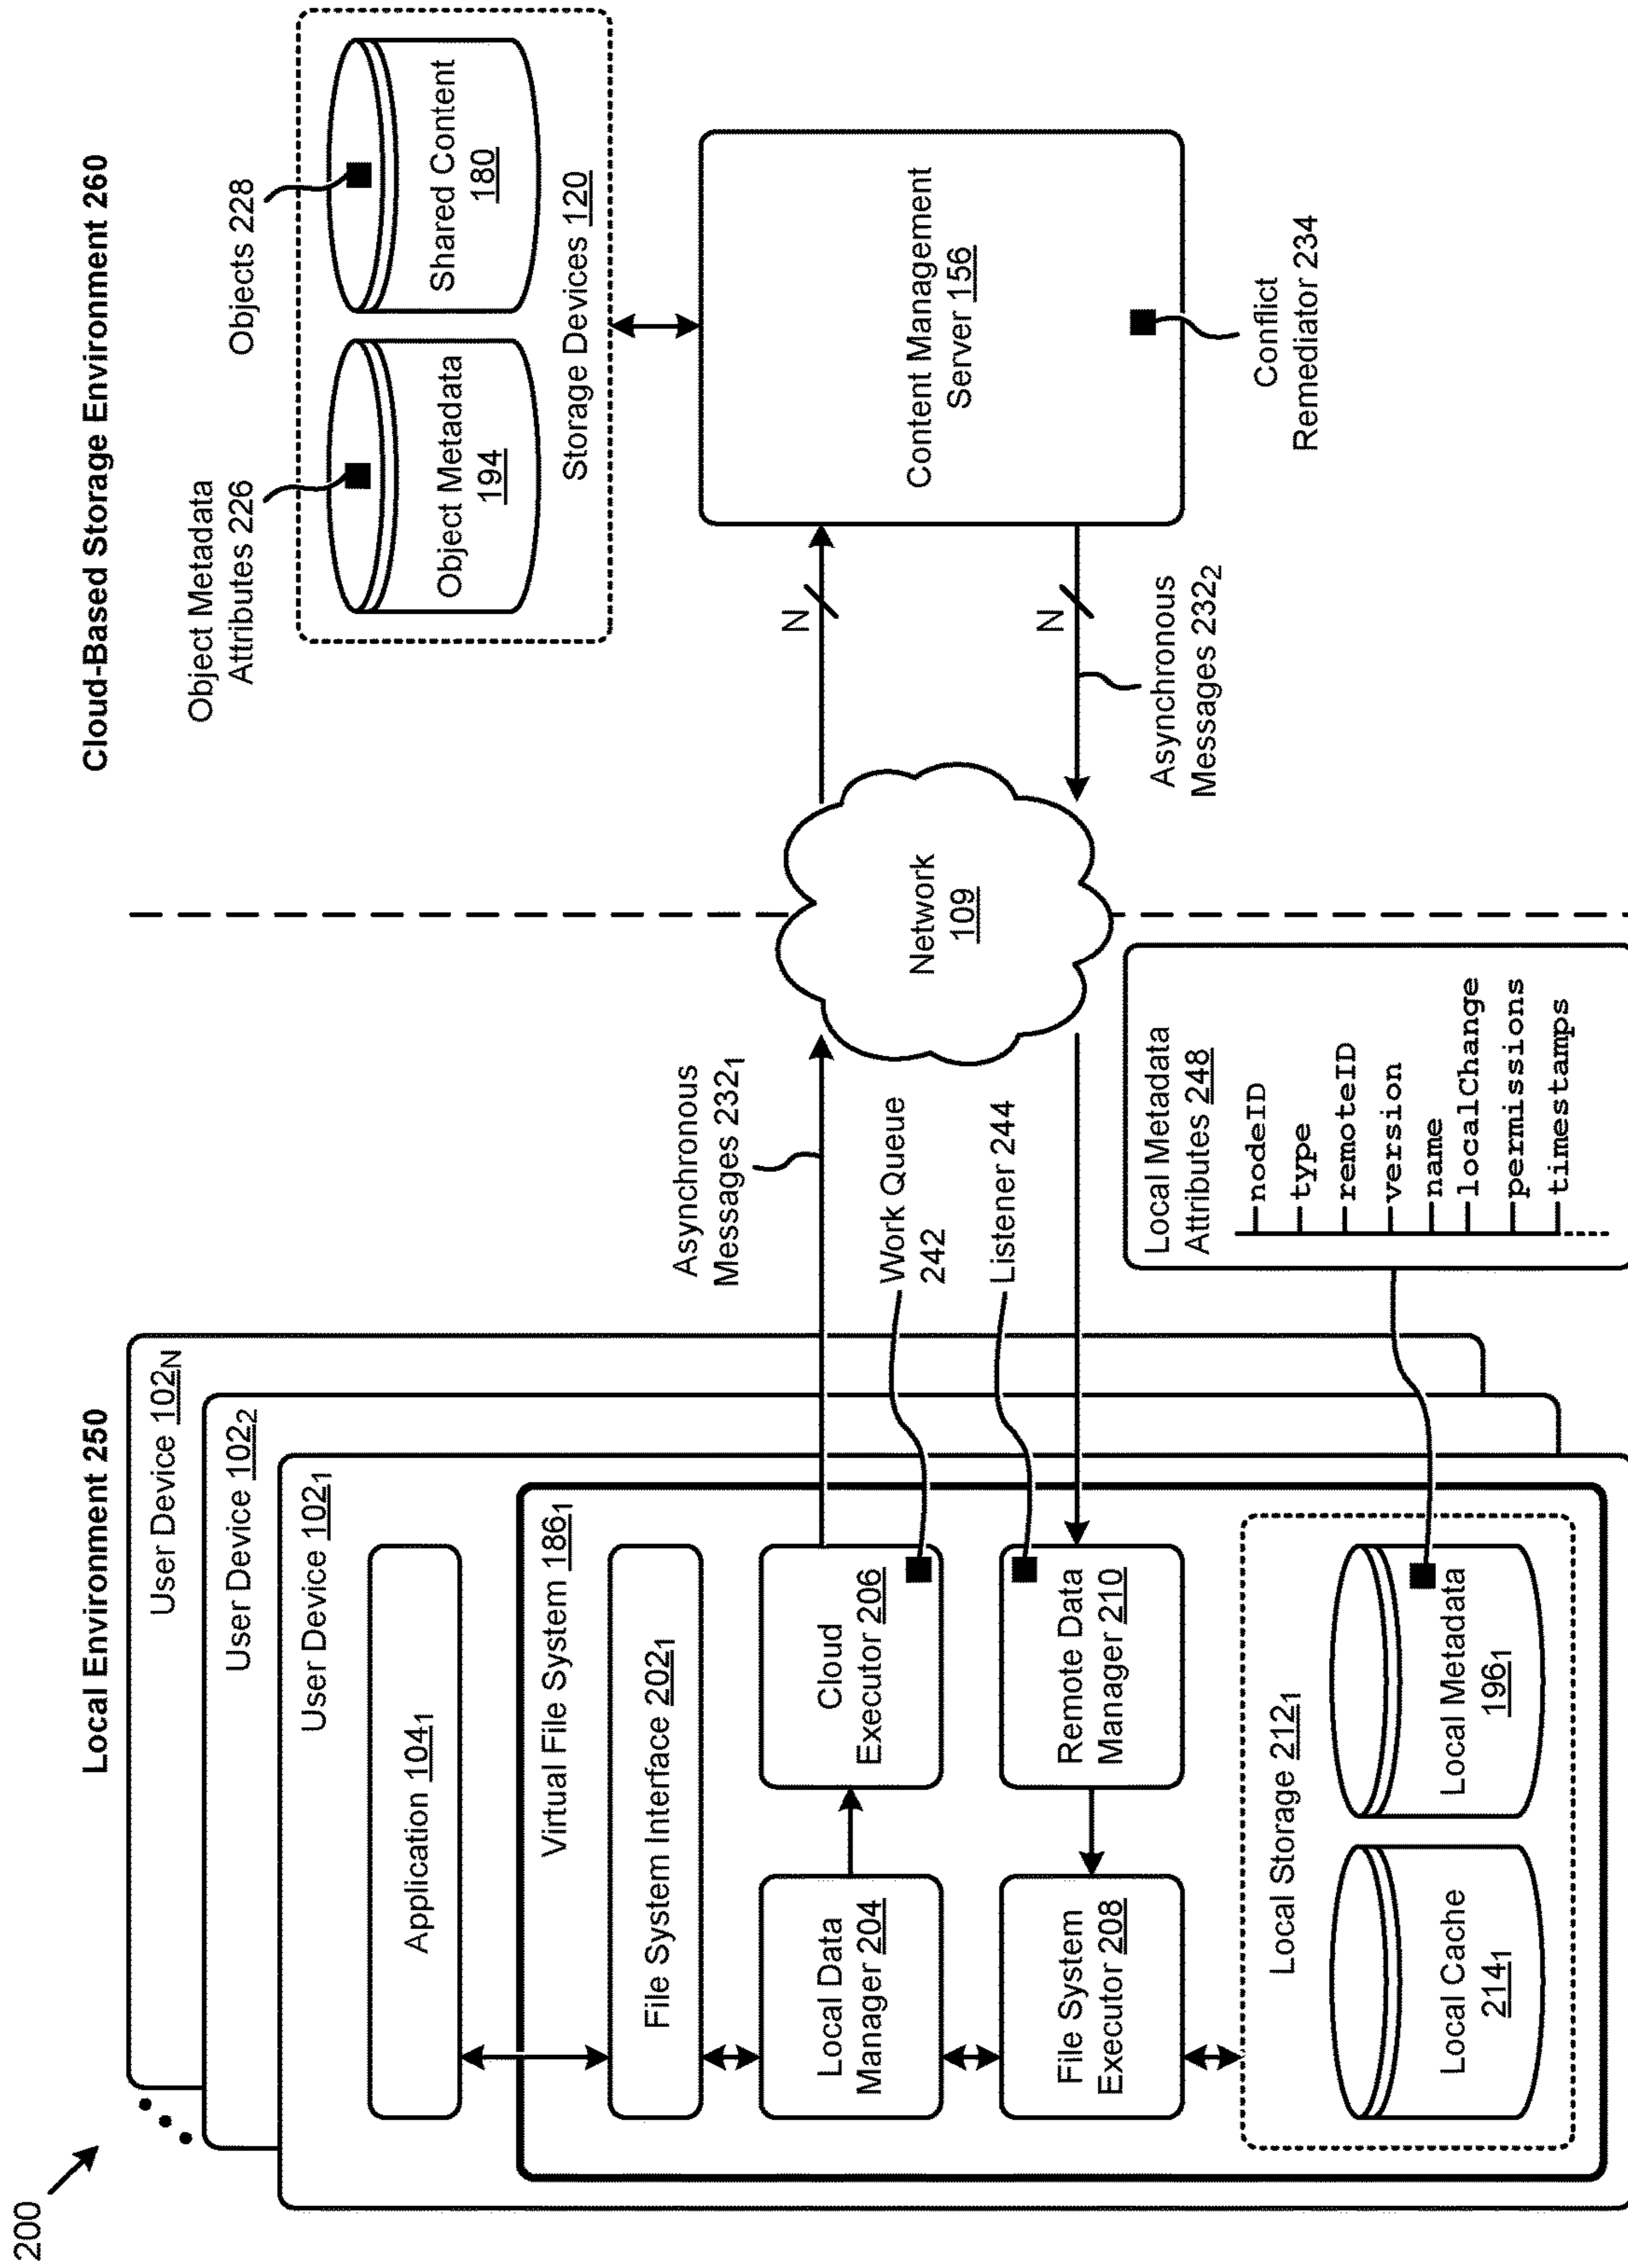 200
Local Environment 250
Cloud-Based Storage Environment 260
User Device 102N
User Device 1022
User Device 1021
Application 1041
Virtual File System 1861
File System Interface 2021
Local Data
Manager 204
Cloud
Executor 206
File System
Executor 208
Remote Data
Manager 210
Local Storage 2121
Local Cache
2141
Local Metadata
1961
Asynchronous
Messages 2321
Work Queue
242
Listener 244
Local Metadata
Attributes 248
nodeID
type
remoteID
version
name
localChange
permissions
timestamps
Network
109
Object Metadata
Attributes 226
Objects 228
Object Metadata
194
Shared Content
180
Storage Devices 120
N
N
Asynchronous
Messages 2322
Content Management
Server 156
Conflict
Remediator 234